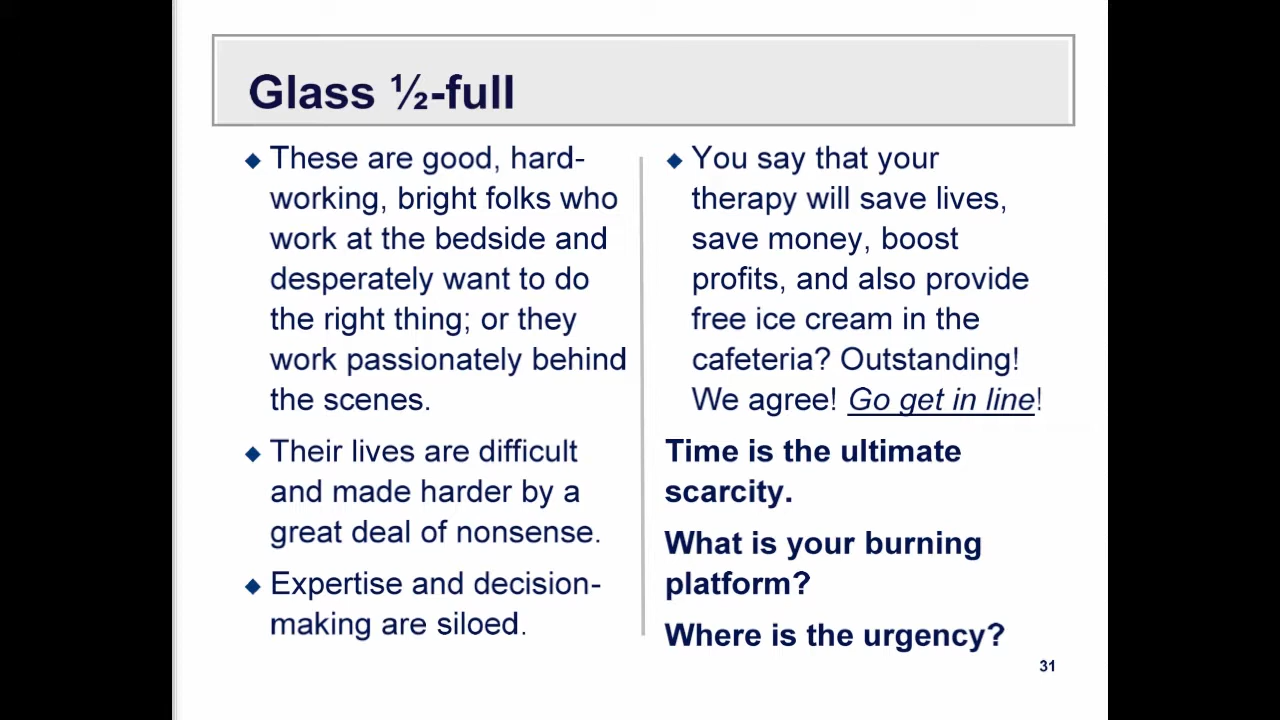 Glass ½-full
◆ These are good, hard-
working, bright folks who
work at the bedside and
desperately want to do
the right thing; or they
work passionately behind
the scenes.
◆ Their lives are difficult
and made harder by a
great deal of nonsense.
◆ Expertise and decision-
making are siloed.
◆ You say that your
therapy will save lives,
save money, boost
profits, and also provide
free ice cream in the
cafeteria? Outstanding!
We agree! Go get in line!
Time is the ultimate
scarcity.
What is your burning
platform?
Where is the urgency?
31